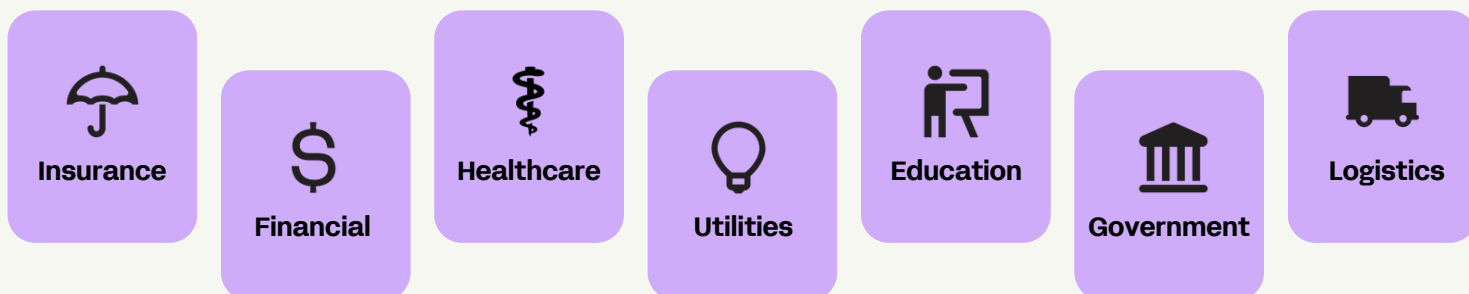 Insurance
Financial
Healthcare
Utilities
Education
Government
Logistics